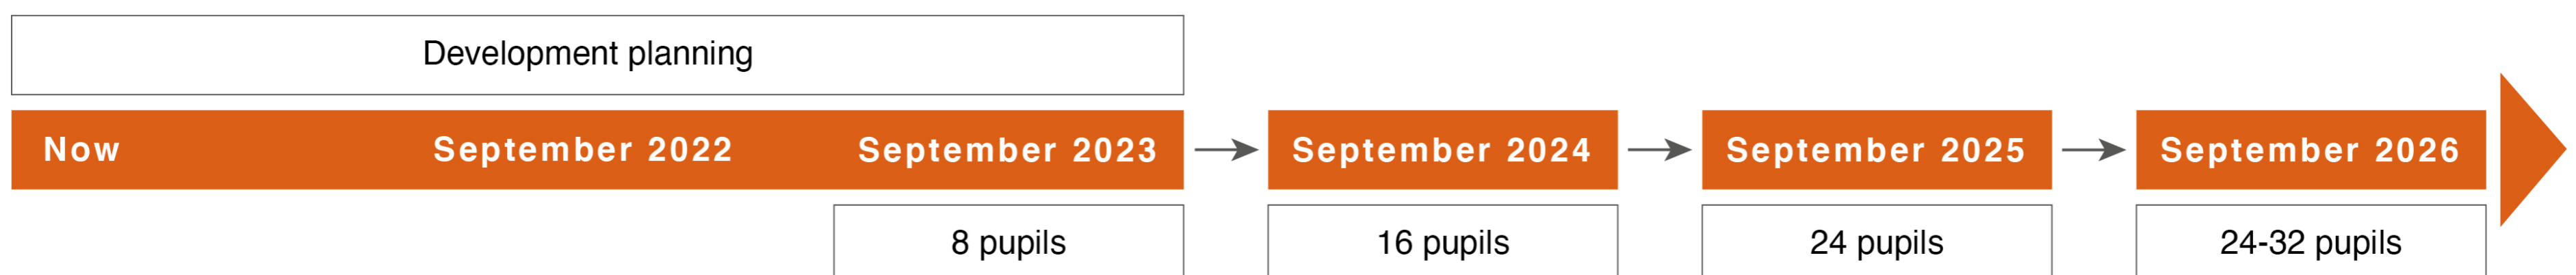 Development planning
Now September 2022 September 2023 September 2024 September 2025 September 2026
8 pupils 16 pupils 24 pupils 24-32 pupils